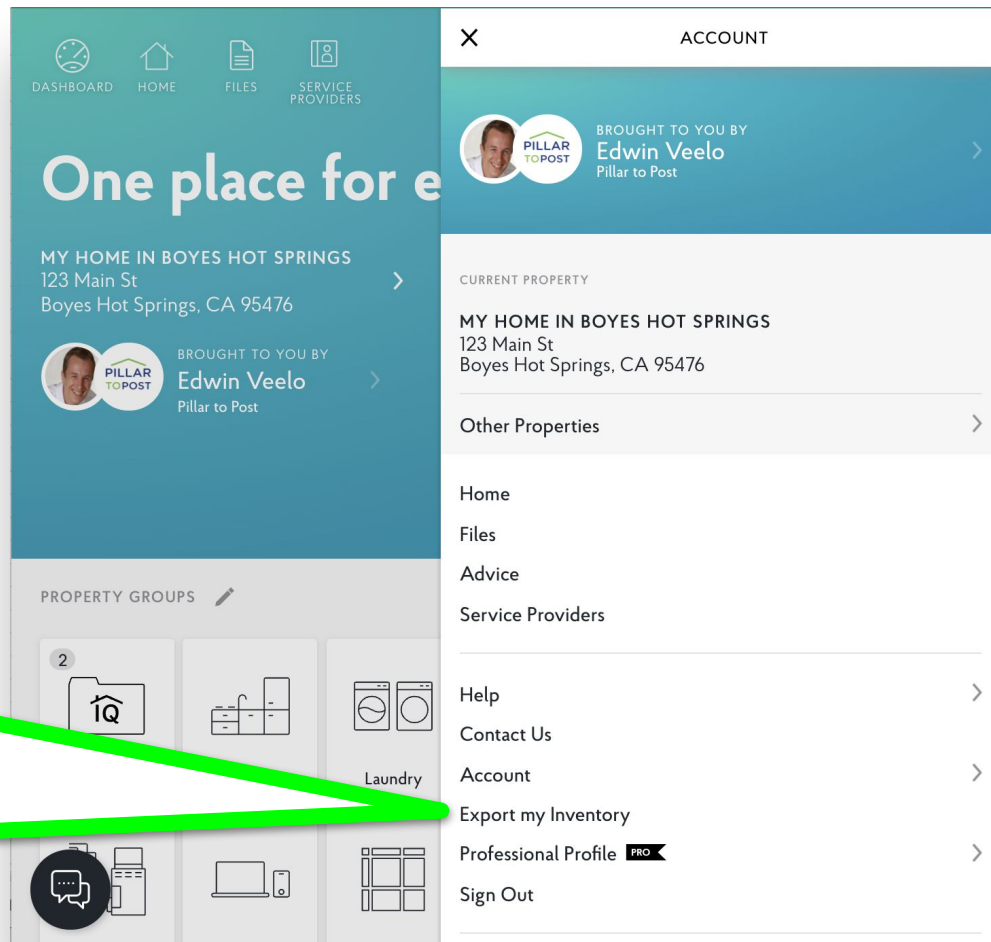 DASHBOARD
HOME
FILES
SERVICE
PROVIDERS
One place for e
MY HOME IN BOYES HOT SPRINGS
123 Main St
Boyes Hot Springs, CA 95476
PILLAR
TOPOST
BROUGHT TO YOU BY
Edwin Veelo
Pillar to Post
PROPERTY GROUPS
2
IQ
Laundry
ACCOUNT
PILLAR
TOPOST
BROUGHT TO YOU BY
Edwin Veelo
Pillar to Post
CURRENT PROPERTY
MY HOME IN BOYES HOT SPRINGS
123 Main St
Boyes Hot Springs, CA 95476
Other Properties
Home
Files
Advice
Service Providers
Help
Contact Us
Account
Export my Inventory
Professional Profile PRO
Sign Out